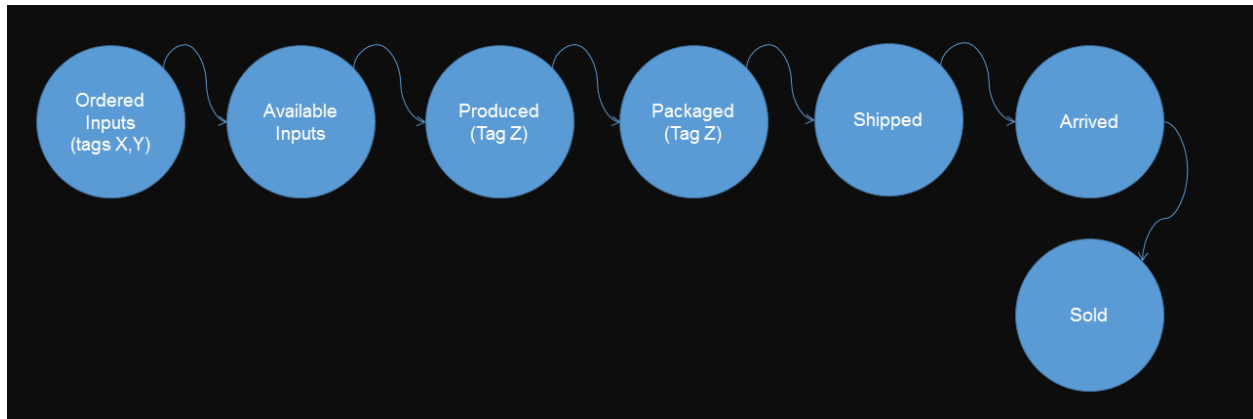 Ordered
Inputs
(tags X,Y)
Available
Inputs
Produced
(Tag Z)
Packaged
(Tag Z)
Shipped
Arrived
Sold